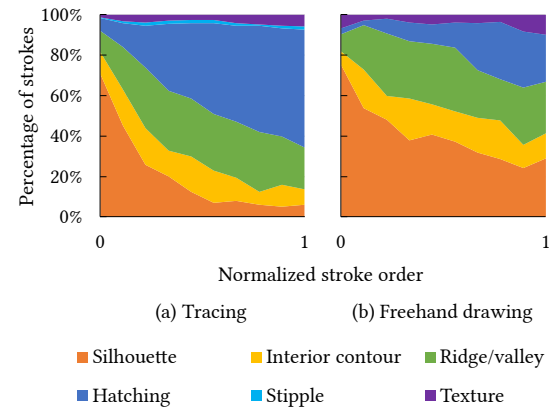 Percentage of strokes
100%
80%
60%
40%
20%
0%
0 1 0 1
Normalized stroke order
(a) Tracing (b) Freehand drawing
Silhouette Interior contour Ridge/valley
Hatching Stipple Texture